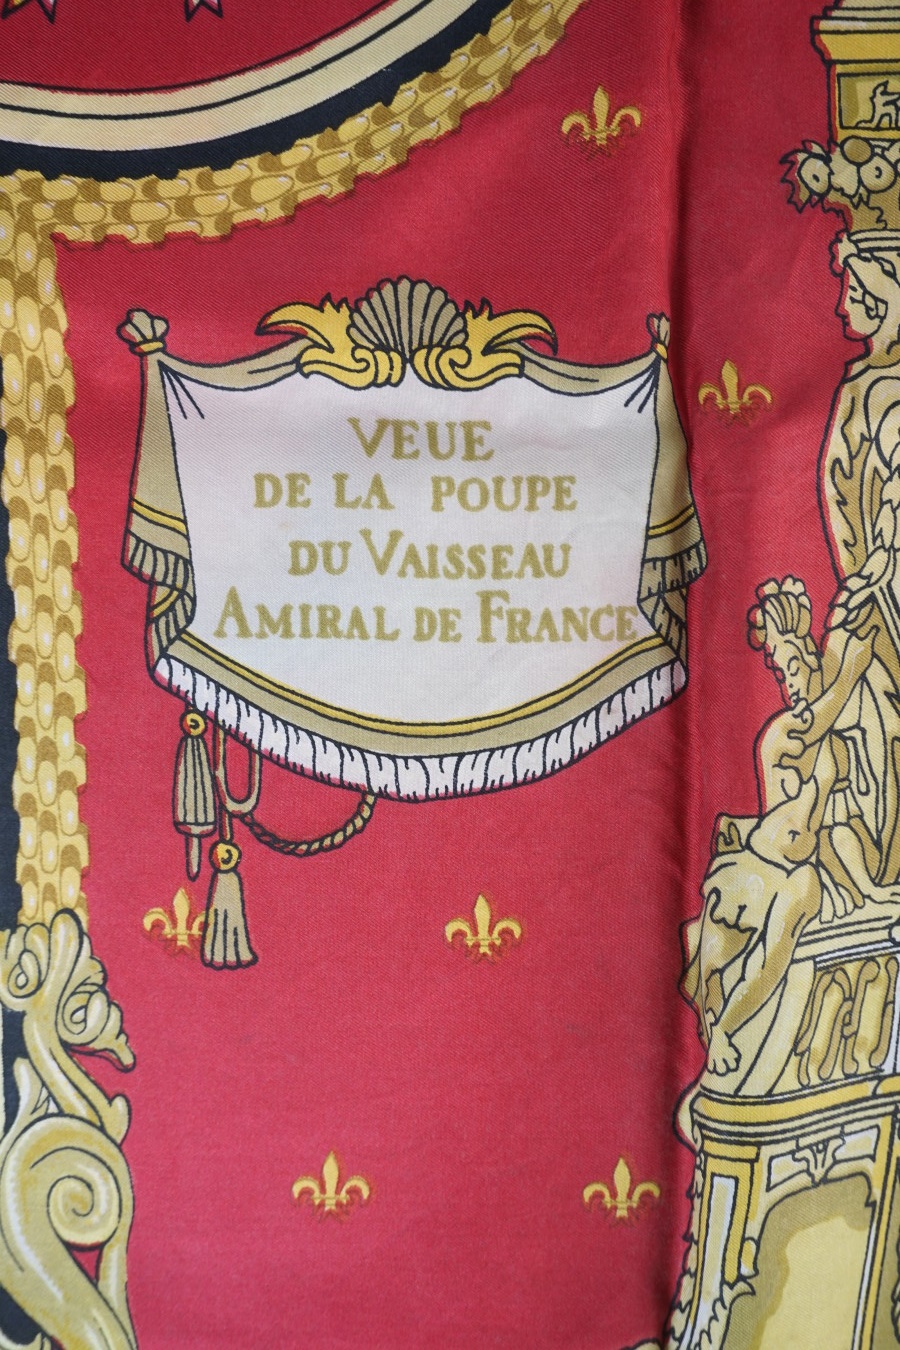 VEUE
DE LA POUPE
DU VAISSEAU
AMIRAL DE FRANCE